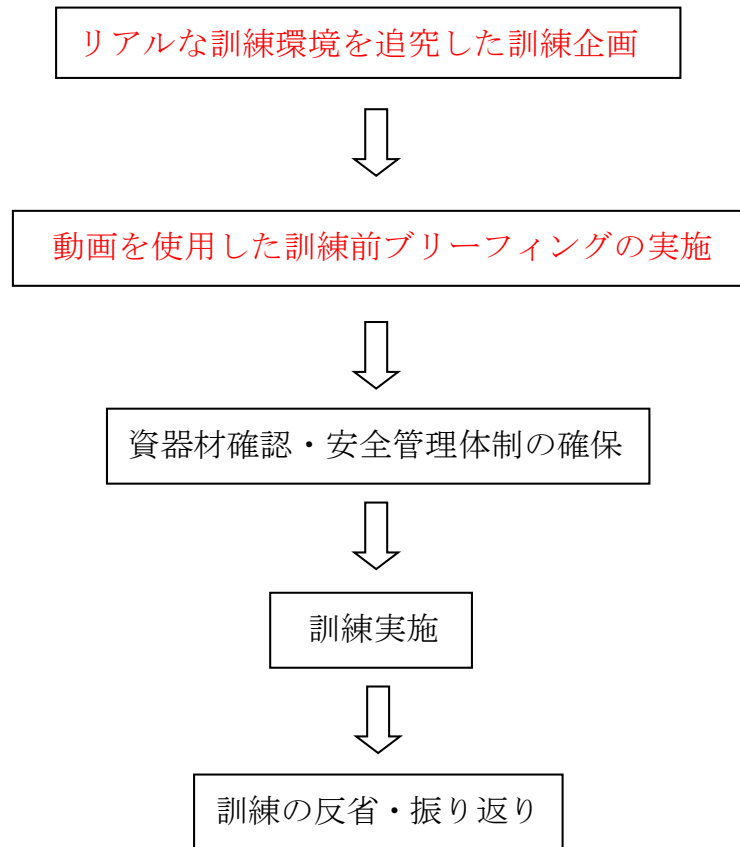 リアルな訓練環境を追究した訓練企画
動画を使用した訓練前ブリーフィングの実施
資器材確認・安全管理体制の確保
訓練実施
訓練の反省・振り返り